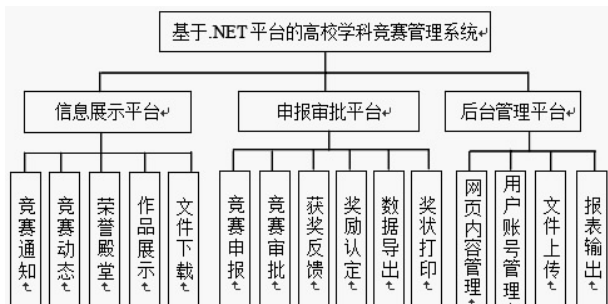 基于.NET平台的高校学科竞赛管理系统
信息展示平台
申报审批平台
后台管理平台
竞赛通知
竞赛动态
荣誉殿堂
作品展示
文件下载
竞赛申报
竞赛审批
获奖反馈
奖励认定
数据导出
奖状打印
网页内容管理
用户账号管理
文件上传
报表输出